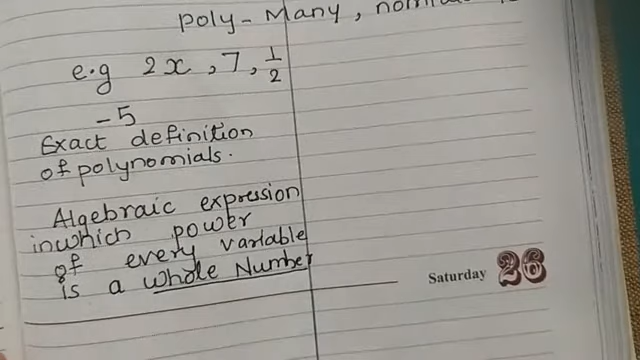 poly - Many,
e.g 2x, 7, 1/2
-5
Exact definition
of polynomials.
Algebraic expression
inwhich power
of every variable
is a whole Number
Saturday 26